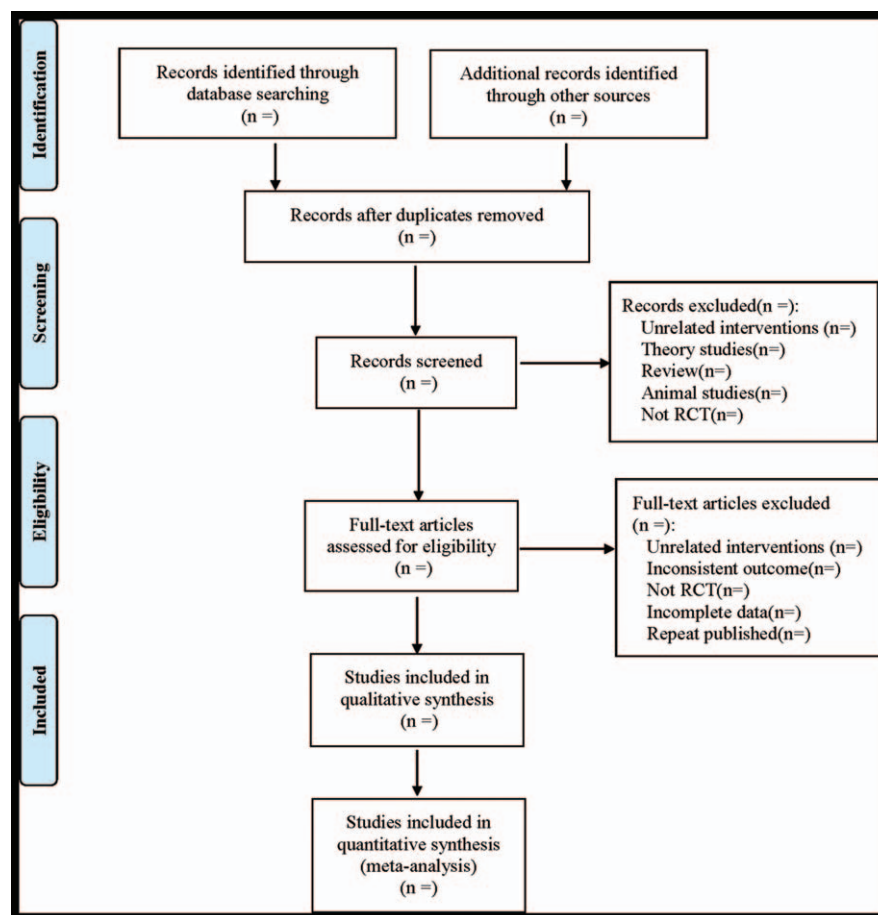 Identification
Records identified through
database searching
(n =)
Additional records identified
through other sources
(n =)
Records after duplicates removed
(n =)
Screening
Records screened
(n =)
Records excluded(n =):
Unrelated interventions (n=)
Theory studies(n=)
Review(n=)
Animal studies(n=)
Not RCT(n=)
Eligibility
Full-text articles
assessed for eligibility
(n =)
Full-text articles excluded
(n =):
Unrelated interventions (n=)
Inconsistent outcome(n=)
Not RCT(n=)
Incomplete data(n=)
Repeat published(n=)
Included
Studies included in
qualitative synthesis
(n =)
Studies included in
quantitative synthesis
(meta-analysis)
(n =)